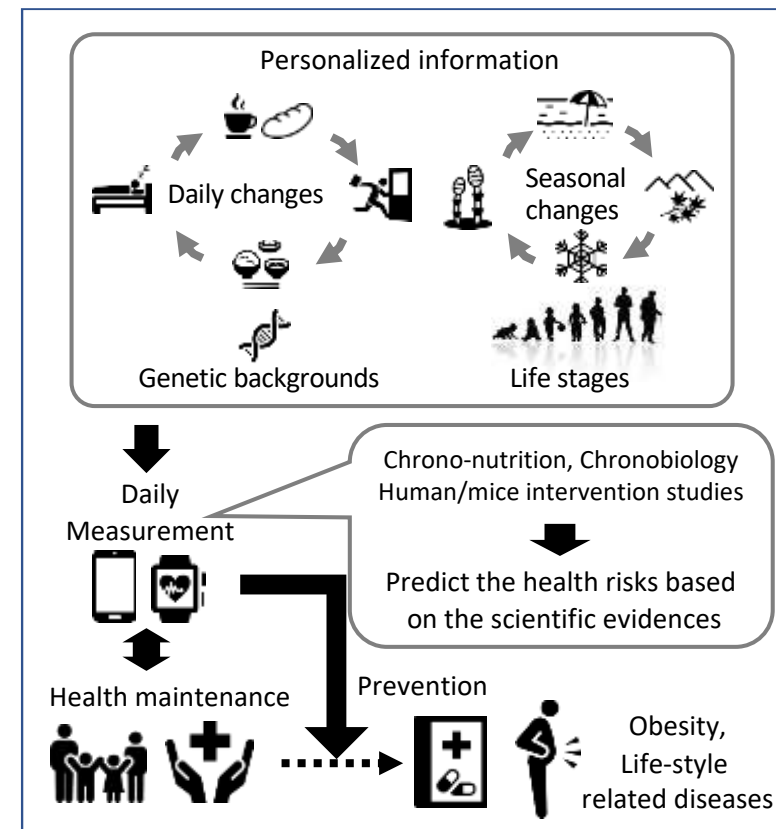 Personalized information
Daily changes
Seasonal
changes
Genetic backgrounds
Life stages
Daily
Measurement
Chrono-nutrition, Chronobiology
Human/mice intervention studies
Predict the health risks based
on the scientific evidences
Health maintenance
Prevention
Obesity,
Life-style
related diseases